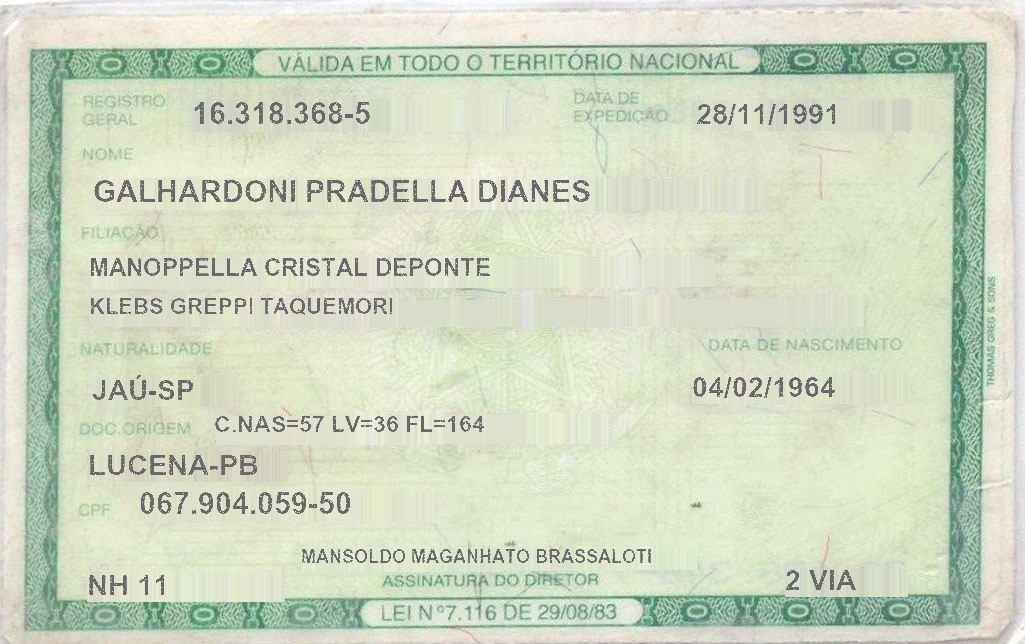 VÁLIDA EM TODO O TERRITÓRIO NACIONAL
REGISTRO GERAL 16.318.368-5 DATA DE EXPEDIÇÃO 28/11/1991
NOME
GALHARDONI PRADELLA DIANES
FILIAÇÃO
MANOPPELLA CRISTAL DEPONTE
KLEBS GREPPI TAQUEMORI
NATURALIDADE DATA DE NASCIMENTO
JAÚ-SP 04/02/1964
DOC.ORIGEM C.NAS=57 LV=36 FL=164
LUCENA-PB
CPF 067.904.059-50
MANSOLDO MAGANHATO BRASSALOTI
NH 11 ASSINATURA DO DIRETOR 2 VIA
LEI Nº7.116 DE 29/08/83
THOMAS GREG & SONS